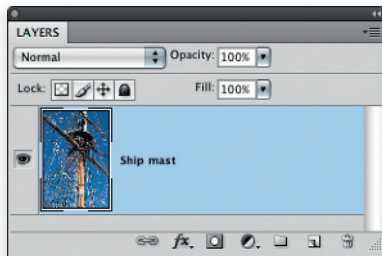 LAYERS
Normal Opacity: 100%
Lock: Fill: 100%
Ship mast
fx.